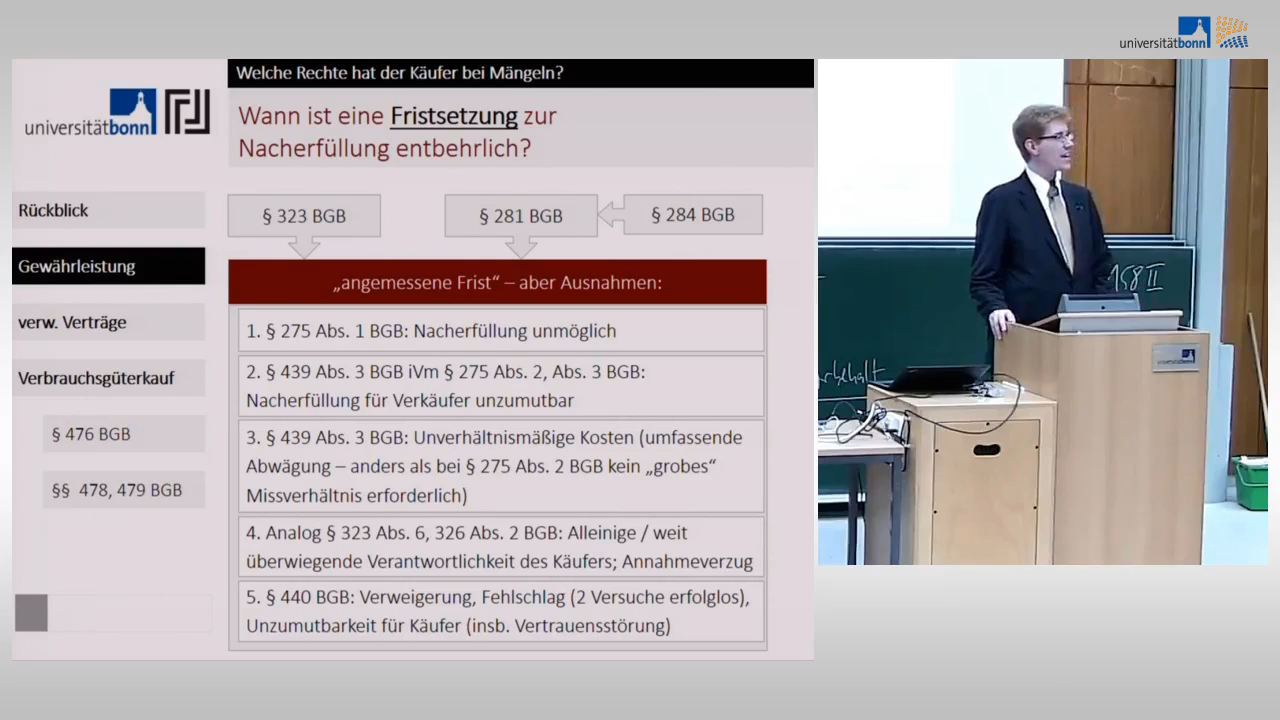 universitätbonn
Welche Rechte hat der Käufer bei Mängeln?
universitätbonn
Wann ist eine Fristsetzung zur
Nacherfüllung entbehrlich?
Rückblick
Gewährleistung
verw. Verträge
Verbrauchsgüterkauf
§ 476 BGB
§§ 478, 479 BGB
§ 323 BGB
§ 281 BGB
§ 284 BGB
„angemessene Frist“ – aber Ausnahmen:
1. § 275 Abs. 1 BGB: Nacherfüllung unmöglich
2. § 439 Abs. 3 BGB iVm § 275 Abs. 2, Abs. 3 BGB:
Nacherfüllung für Verkäufer unzumutbar
3. § 439 Abs. 3 BGB: Unverhältnismäßige Kosten (umfassende
Abwägung – anders als bei § 275 Abs. 2 BGB kein „grobes“
Missverhältnis erforderlich)
4. Analog § 323 Abs. 6, 326 Abs. 2 BGB: Alleinige / weit
überwiegende Verantwortlichkeit des Käufers; Annahmeverzug
5. § 440 BGB: Verweigerung, Fehlschlag (2 Versuche erfolglos),
Unzumutbarkeit für Käufer (insb. Vertrauensstörung)
158 II